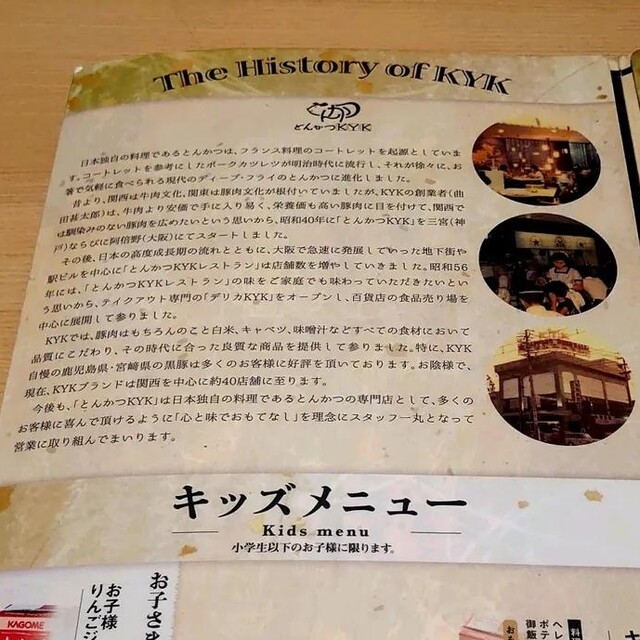 The History of KYK
とんかつKYK
日本独自の料理であるとんかつは、フランス料理のコートレットを起源としていま
す。コートレットを参考にしたポークカツレツが明治時代に流行し、それが徐々に、お
箸で気軽に食べられる現代のディープ・フライのとんかつに進化しました。
昔より、関西は牛肉文化、関東は豚肉文化が根付いていましたが、KYKの創業者(曲
田甚太郎)は、牛肉より安価で手に入り易く、栄養価も高い豚肉に目を付けて、関西で
は馴染みのない豚肉を広めたいという思いから、昭和40年に「とんかつKYK」を三宮(神
戸)ならびに阿倍野(大阪)にてスタートしました。
その後、日本の高度成長期の流れとともに、大阪で急速に発展していった地下街や
駅ビルを中心に「とんかつKYKレストラン」は店舗数を増やしていきました。昭和56
年には、「とんかつKYKレストラン」の味をご家庭でも味わっていただきたいとい
う思いから、テイクアウト専門の「デリカKYK」をオープンし、百貨店の食品売り場を
中心に展開して参りました。
KYKでは、豚肉はもちろんのこと白米、キャベツ、味噌汁などすべての食材において
品質にこだわり、その時代に合った良質な商品を提供して参りました。特に、KYK
自慢の鹿児島県・宮崎県の黒豚は多くのお客様に好評を頂いております。お陰様で、
現在、KYKブランドは関西を中心に約40店舗に至ります。
今後も、「とんかつKYK」は日本独自の料理であるとんかつの専門店として、多くの
お客様に喜んで頂けるように「心と味でおもてなし」を理念にスタッフ一丸となって
営業に取り組んでまいります。
キッズメニュー
Kids menu
小学生以下のお子様に限ります。
お子さま
お子様
りんごジ
KAGOME